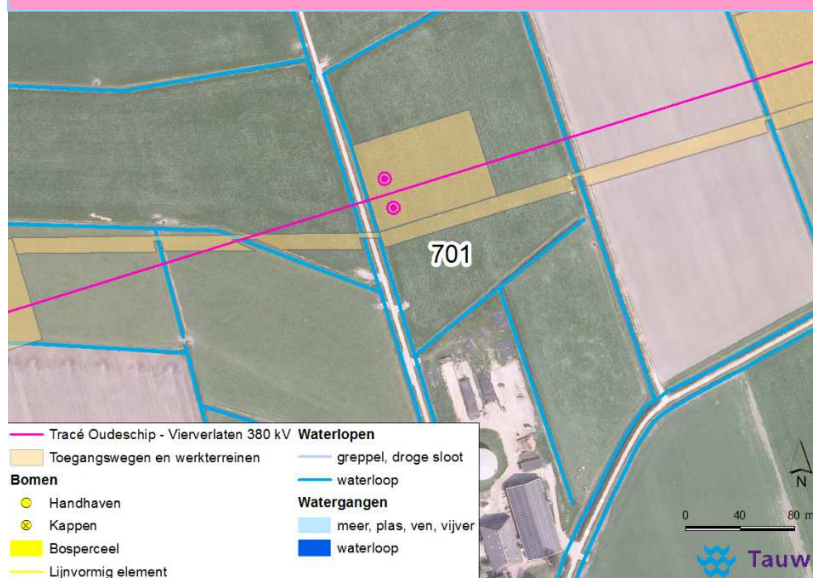 701
Tracé Oudeschip - Vierverlaten 380 kV
Toegangswegen en werkterreinen
Bomen
Handhaven
Kappen
Bosperceel
Lijnvormig element
Waterlopen
greppel, droge sloot
waterloop
Watergangen
meer, plas, ven, vijver
waterloop
N
0 40 80 m
Tauw